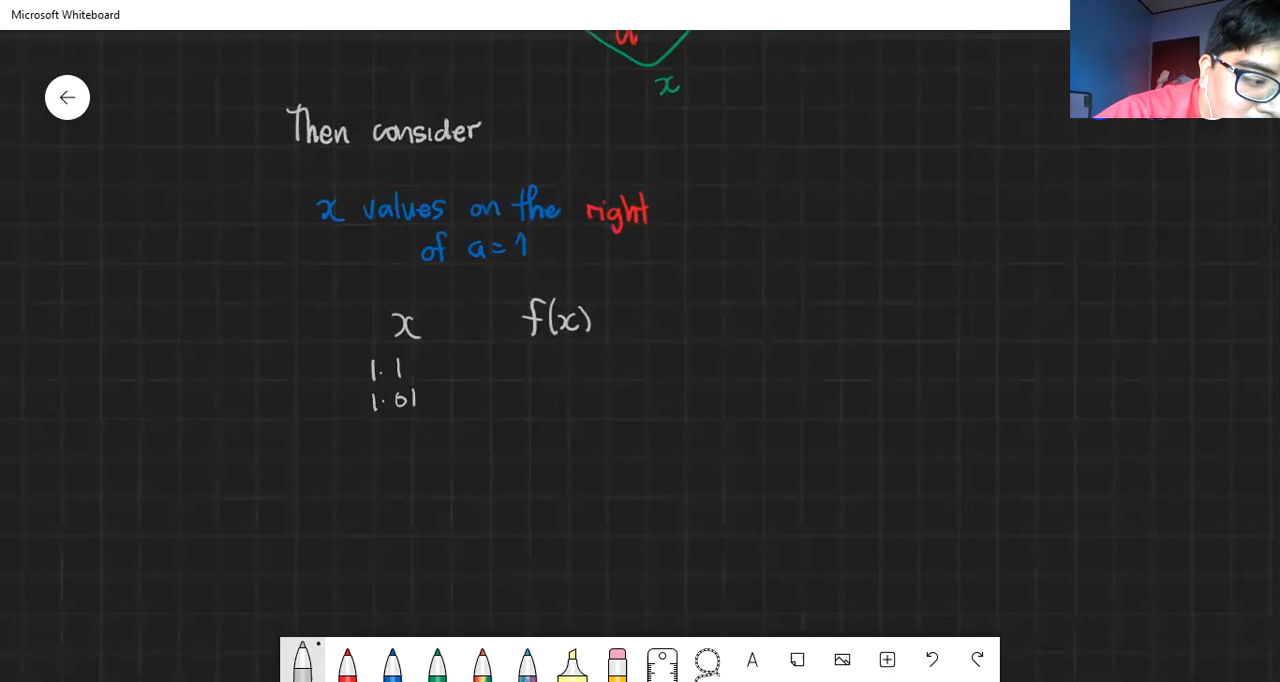 Microsoft Whiteboard
a
x
Then consider
x values on the right
of a = 1
x f(x)
1.1
1.01
A